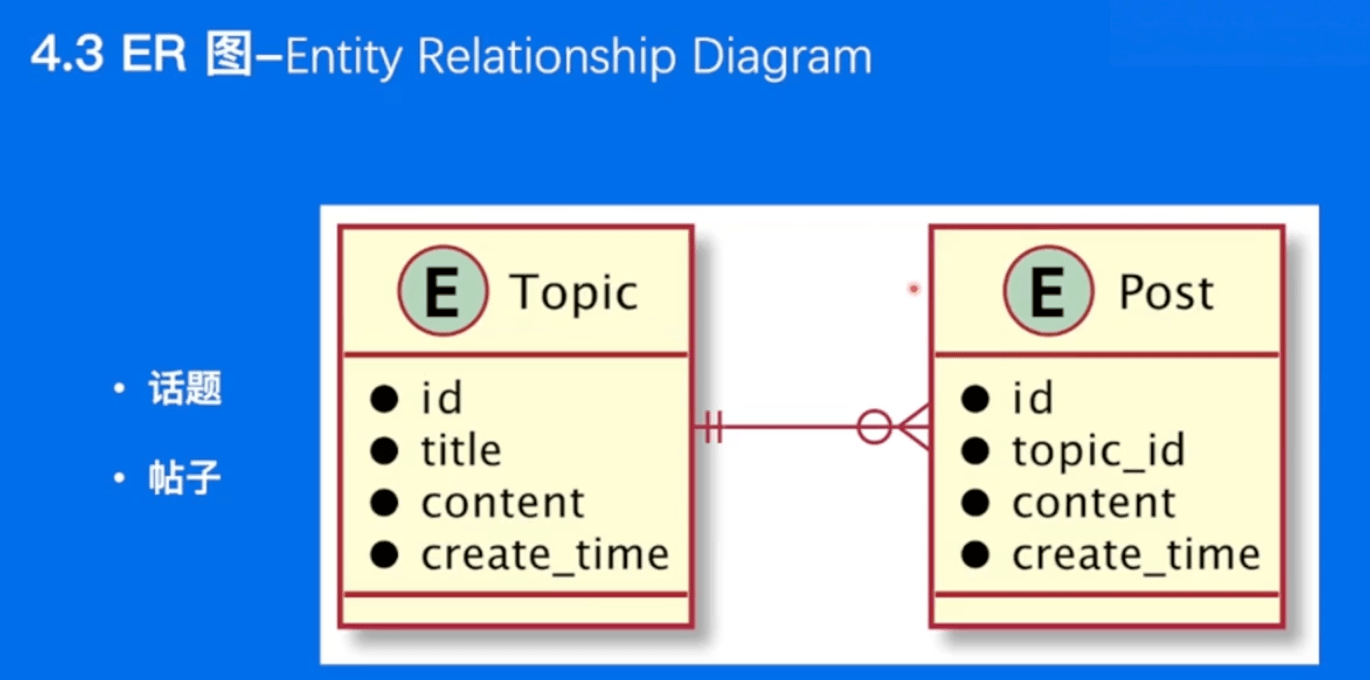 4.3 ER 图–Entity Relationship Diagram
• 话题
• 帖子
E Topic
● id
● title
● content
● create_time
E Post
● id
● topic_id
● content
● create_time